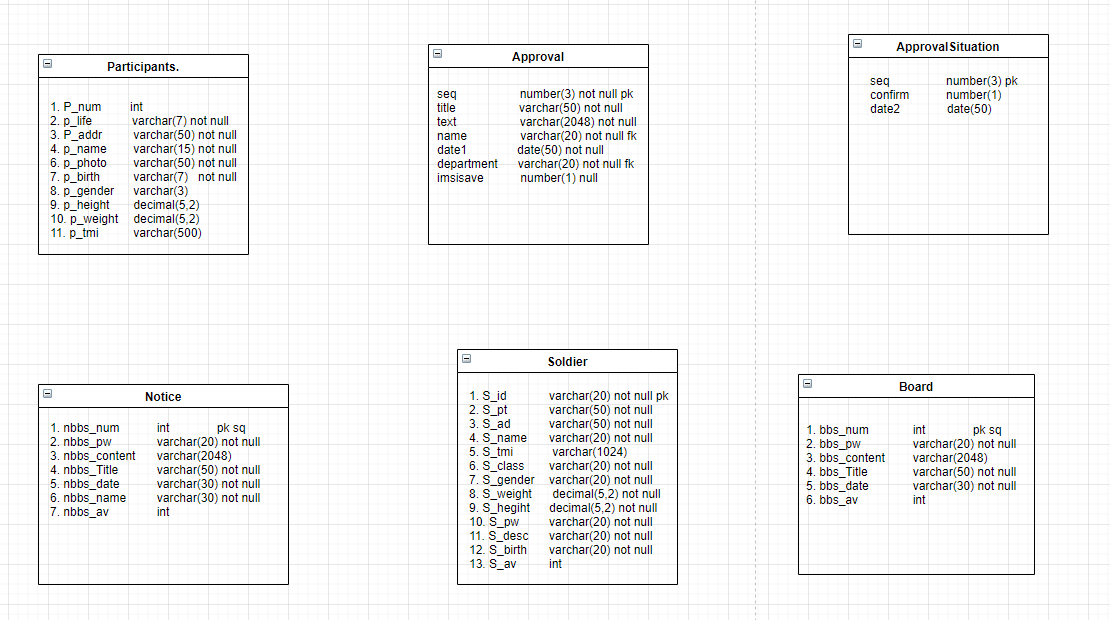 Participants.
1. P_num int
2. p_life varchar(7) not null
3. P_addr varchar(50) not null
4. p_name varchar(15) not null
6. p_photo varchar(50) not null
7. p_birth varchar(7) not null
8. p_gender varchar(3)
9. p_height decimal(5,2)
10. p_weight decimal(5,2)
11. p_tmi varchar(500)
Approval
seq number(3) not null pk
title varchar(50) not null
text varchar(2048) not null
name varchar(20) not null fk
date1 date(50) not null
department varchar(20) not null fk
imsisave number(1) null
ApprovalSituation
seq number(3) pk
confirm number(1)
date2 date(50)
Notice
1. nbbs_num int pk sq
2. nbbs_pw varchar(20) not null
3. nbbs_content varchar(2048)
4. nbbs_Title varchar(50) not null
5. nbbs_date varchar(30) not null
6. nbbs_name varchar(30) not null
7. nbbs_av int
Soldier
1. S_id varchar(20) not null pk
2. S_pt varchar(50) not null
3. S_ad varchar(50) not null
4. S_name varchar(20) not null
5. S_tmi varchar(1024)
6. S_class varchar(20) not null
7. S_gender varchar(20) not null
8. S_weight decimal(5,2) not null
9. S_hegiht decimal(5,2) not null
10. S_pw varchar(20) not null
11. S_desc varchar(20) not null
12. S_birth varchar(20) not null
13. S_av int
Board
1. bbs_num int pk sq
2. bbs_pw varchar(20) not null
3. bbs_content varchar(2048)
4. bbs_Title varchar(50) not null
5. bbs_date varchar(30) not null
6. bbs_av int